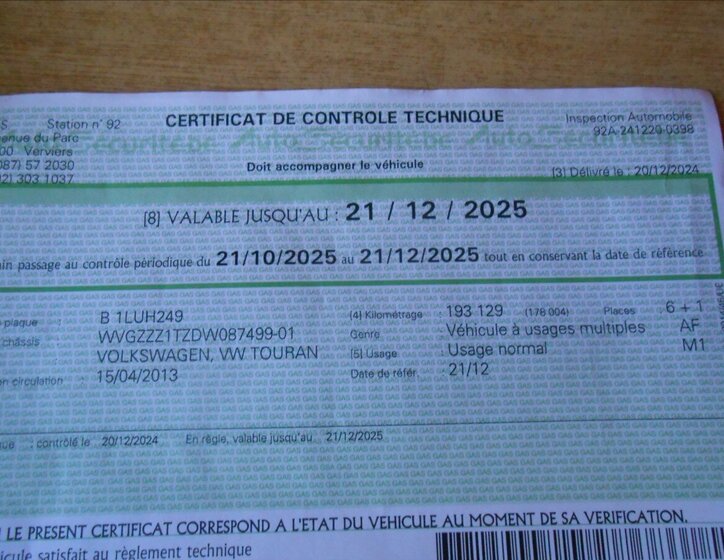 S Station n° 92 CERTIFICAT DE CONTROLE TECHNIQUE Inspection Automobile
enue du Parc 92A-241220-0398
00 Verviers
087) 57 2030 Doit accompagner le véhicule
02) 303 1037 [3] Délivré le : 20/12/2024
AutoSécurité
[8] VALABLE JUSQU'AU : 21 / 12 / 2025
in passage au contrôle périodique du 21/10/2025 au 21/12/2025 tout en conservant la date de référence
plaque : B 1LUH249 [4] Kilométrage : 193 129 (178 004) Places : 6 + 1
châssis : WVGZZZ1TZDW087499-01 Genre : Véhicule à usages multiples AF
VOLKSWAGEN, VW TOURAN [5] Usage : Usage normal M1
n circulation : 15/04/2013 Date de référ. : 21/12
que : contrôlé le 20/12/2024 En règle, valable jusqu'au 21/12/2025
LE PRESENT CERTIFICAT CORRESPOND A L'ETAT DU VEHICULE AU MOMENT DE SA VERIFICATION.
icule satisfait au règlement technique